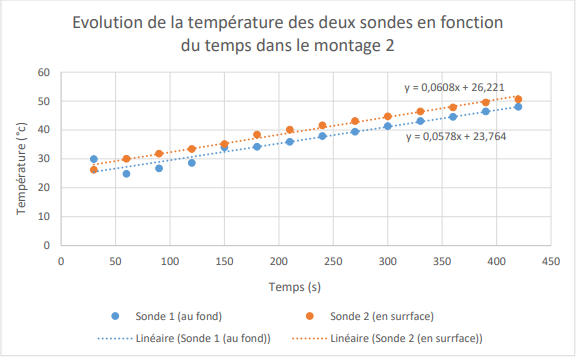 Evolution de la température des deux sondes en fonction
du temps dans le montage 2
y = 0,0608x + 26,221
y = 0,0578x + 23,764
60
50
40
30
20
10
0
Température (°c)
0 50 100 150 200 250 300 350 400 450
Temps (s)
Sonde 1 (au fond) Sonde 2 (en surrface)
Linéaire (Sonde 1 (au fond)) Linéaire (Sonde 2 (en surrface))